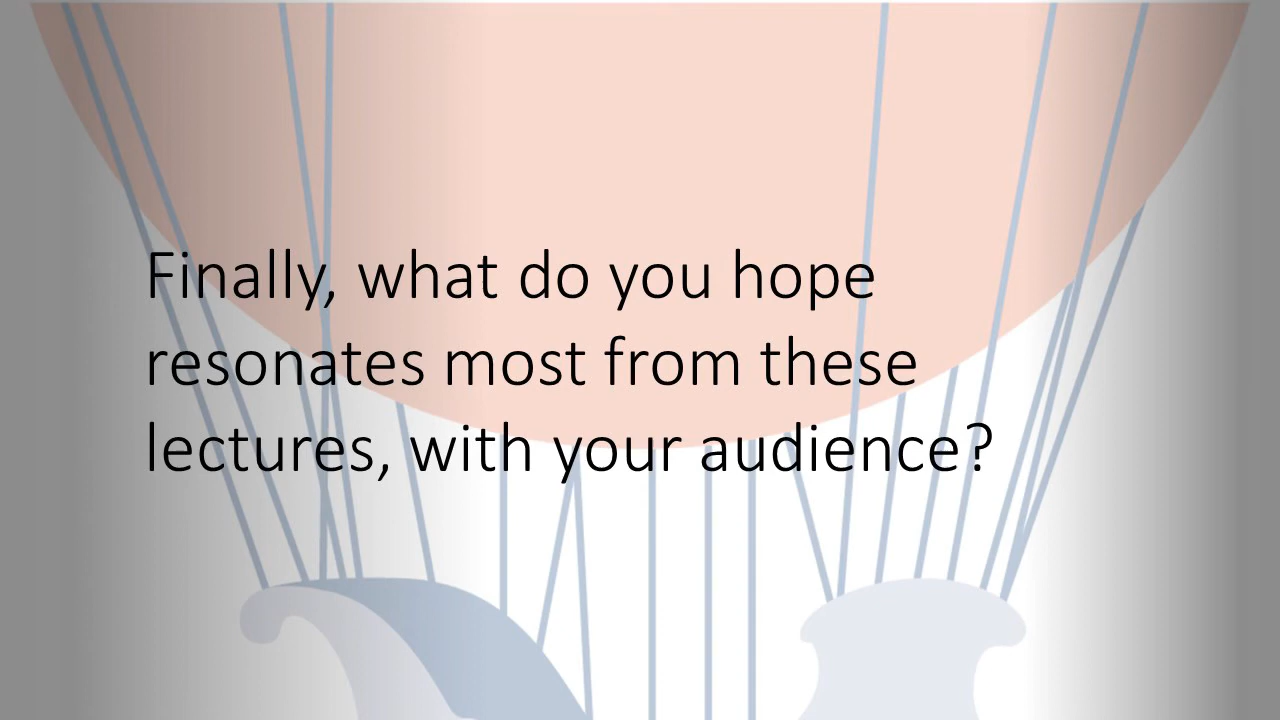 Finally, what do you hope
resonates most from these
lectures, with your audience?